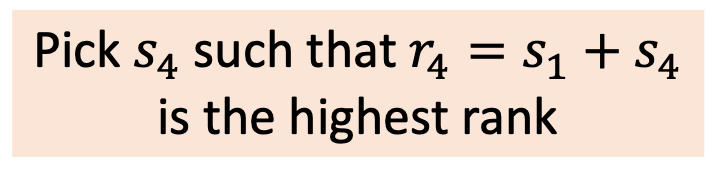 Pick s₄ such that r₄ = s₁ + s₄
is the highest rank